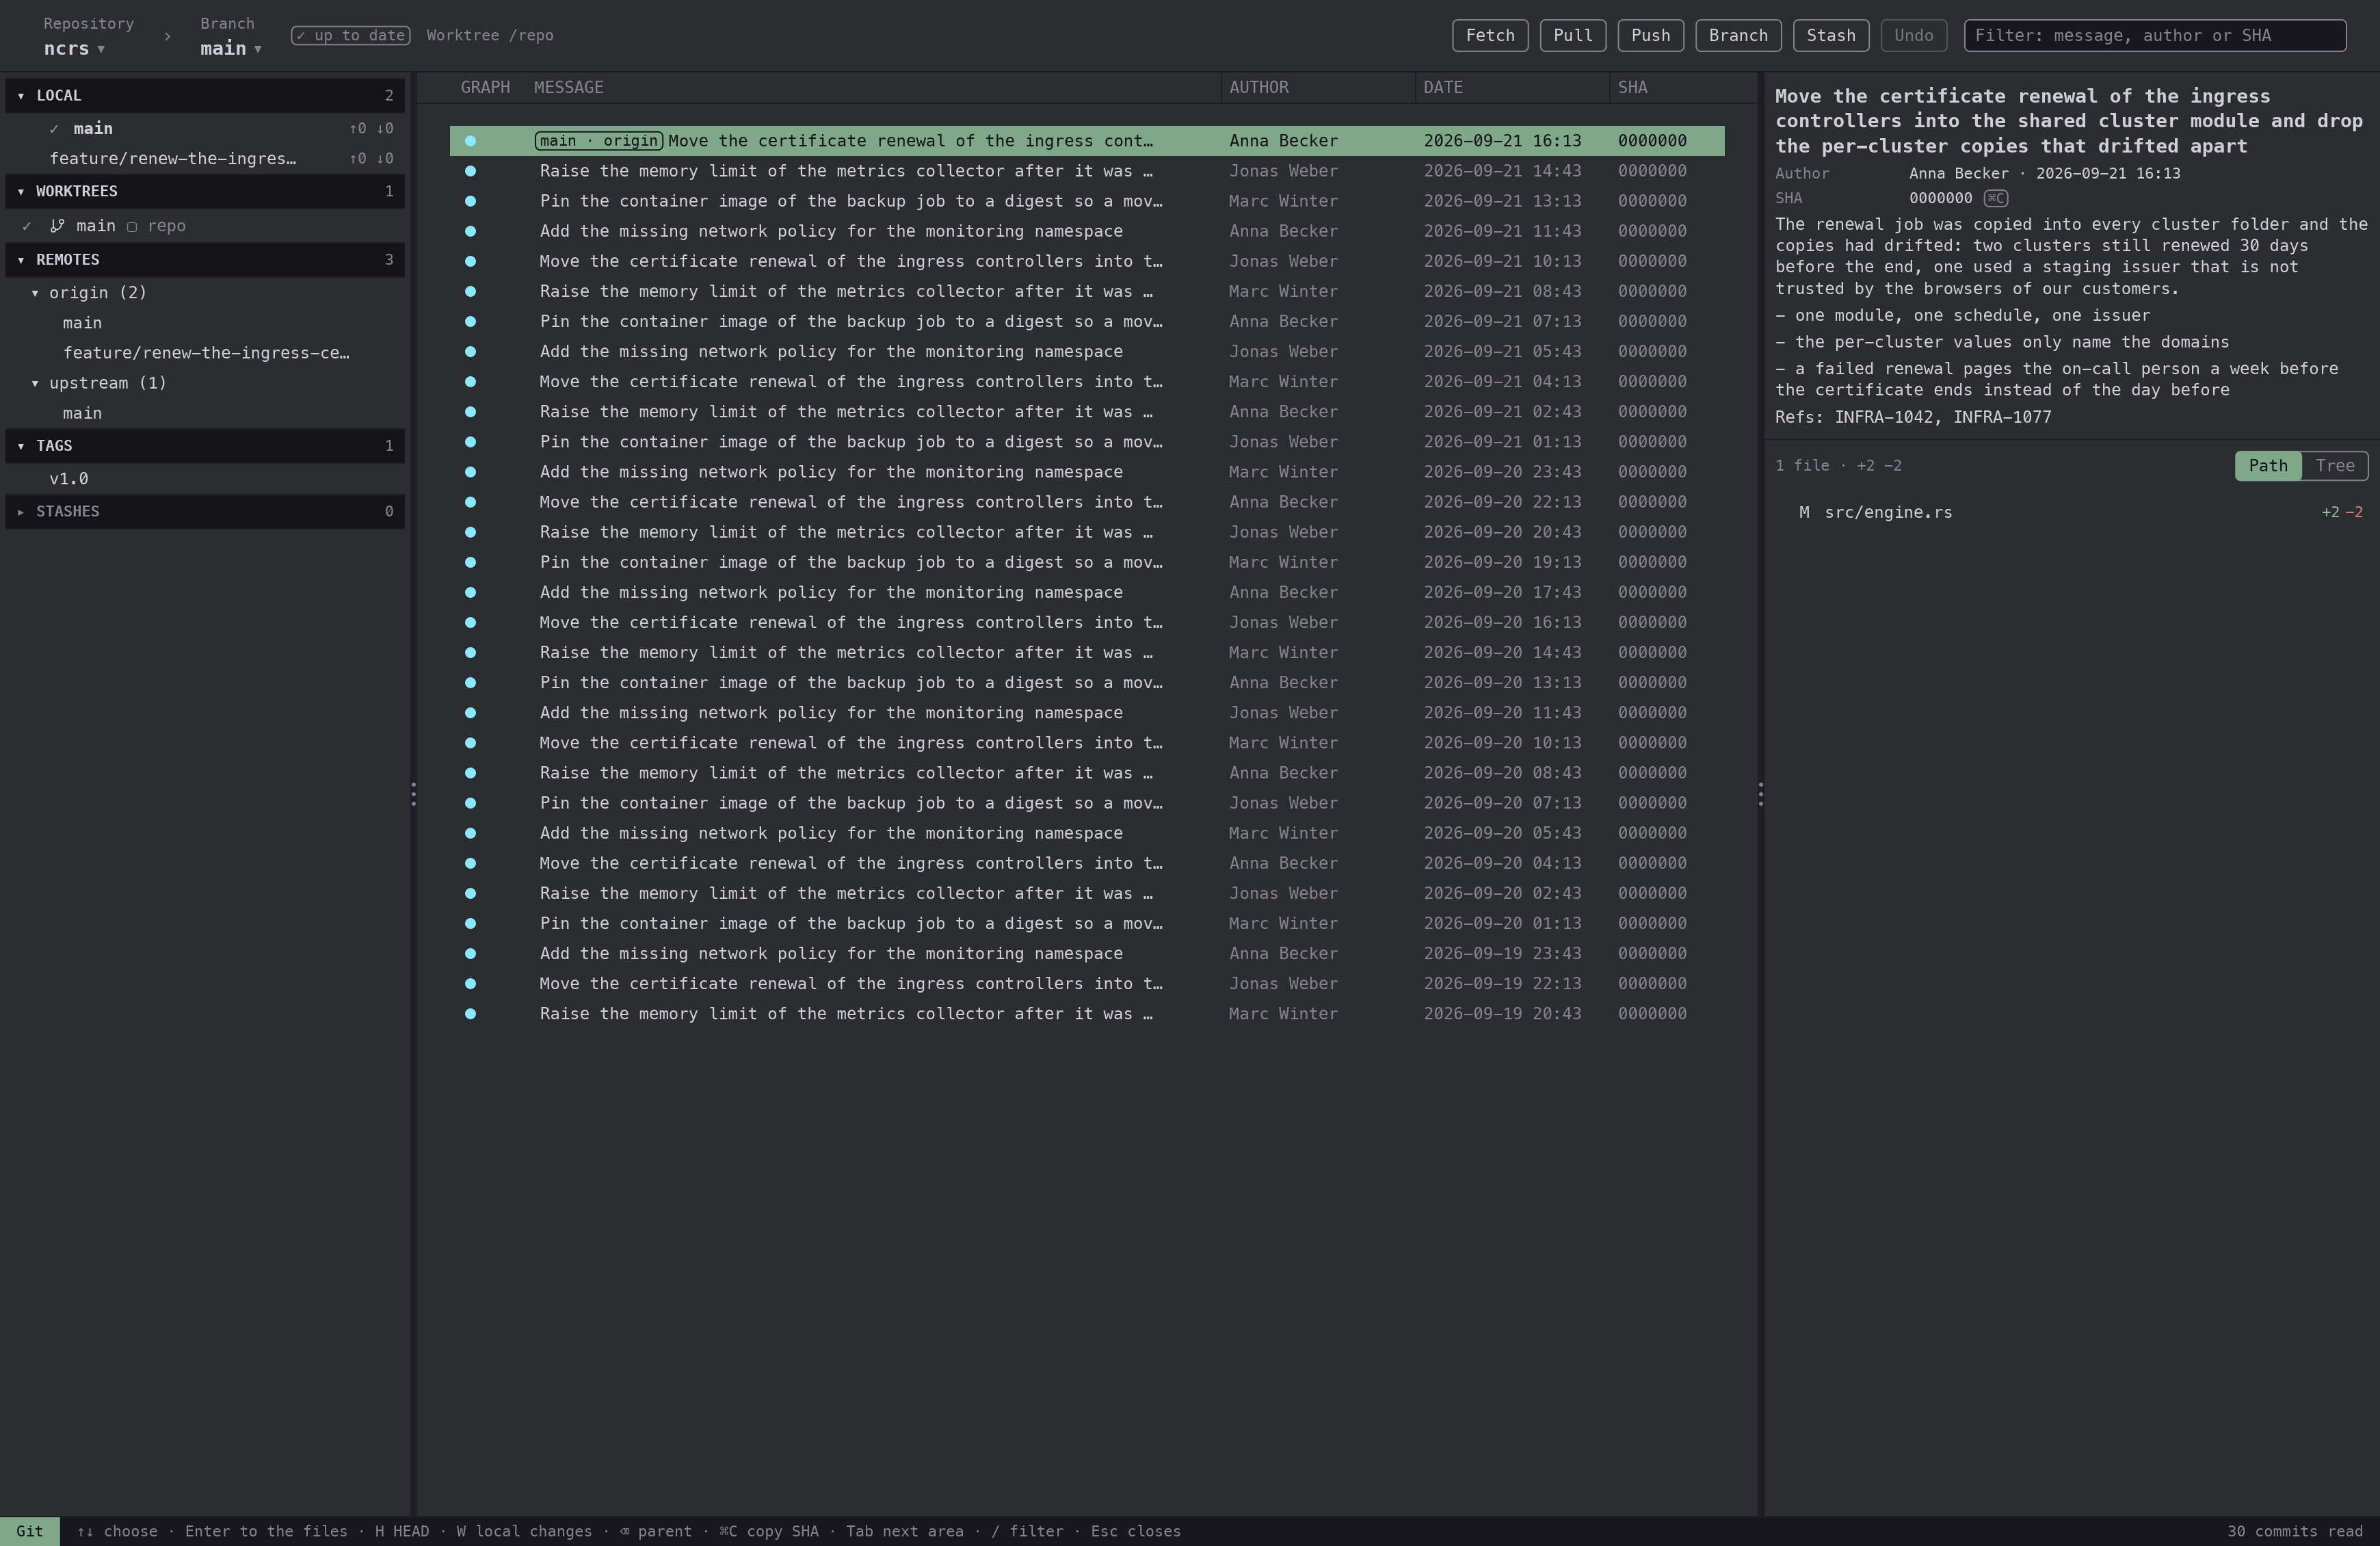 Repository
ncrs ▾
›
Branch
main ▾
✓ up to date
Worktree /repo
Fetch
Pull
Push
Branch
Stash
Undo
Filter: message, author or SHA
▾ LOCAL 2
✓ main ↑0 ↓0
feature/renew-the-ingres… ↑0 ↓0
▾ WORKTREES 1
✓ main ▢ repo
▾ REMOTES 3
▾ origin (2)
main
feature/renew-the-ingress-ce…
▾ upstream (1)
main
▾ TAGS 1
v1.0
▸ STASHES 0
GRAPH MESSAGE AUTHOR DATE SHA
main · origin Move the certificate renewal of the ingress cont… Anna Becker 2026-09-21 16:13 0000000
Raise the memory limit of the metrics collector after it was … Jonas Weber 2026-09-21 14:43 0000000
Pin the container image of the backup job to a digest so a mov… Marc Winter 2026-09-21 13:13 0000000
Add the missing network policy for the monitoring namespace Anna Becker 2026-09-21 11:43 0000000
Move the certificate renewal of the ingress controllers into t… Jonas Weber 2026-09-21 10:13 0000000
Raise the memory limit of the metrics collector after it was … Marc Winter 2026-09-21 08:43 0000000
Pin the container image of the backup job to a digest so a mov… Anna Becker 2026-09-21 07:13 0000000
Add the missing network policy for the monitoring namespace Jonas Weber 2026-09-21 05:43 0000000
Move the certificate renewal of the ingress controllers into t… Marc Winter 2026-09-21 04:13 0000000
Raise the memory limit of the metrics collector after it was … Anna Becker 2026-09-21 02:43 0000000
Pin the container image of the backup job to a digest so a mov… Jonas Weber 2026-09-21 01:13 0000000
Add the missing network policy for the monitoring namespace Marc Winter 2026-09-20 23:43 0000000
Move the certificate renewal of the ingress controllers into t… Anna Becker 2026-09-20 22:13 0000000
Raise the memory limit of the metrics collector after it was … Jonas Weber 2026-09-20 20:43 0000000
Pin the container image of the backup job to a digest so a mov… Marc Winter 2026-09-20 19:13 0000000
Add the missing network policy for the monitoring namespace Anna Becker 2026-09-20 17:43 0000000
Move the certificate renewal of the ingress controllers into t… Jonas Weber 2026-09-20 16:13 0000000
Raise the memory limit of the metrics collector after it was … Marc Winter 2026-09-20 14:43 0000000
Pin the container image of the backup job to a digest so a mov… Anna Becker 2026-09-20 13:13 0000000
Add the missing network policy for the monitoring namespace Jonas Weber 2026-09-20 11:43 0000000
Move the certificate renewal of the ingress controllers into t… Marc Winter 2026-09-20 10:13 0000000
Raise the memory limit of the metrics collector after it was … Anna Becker 2026-09-20 08:43 0000000
Pin the container image of the backup job to a digest so a mov… Jonas Weber 2026-09-20 07:13 0000000
Add the missing network policy for the monitoring namespace Marc Winter 2026-09-20 05:43 0000000
Move the certificate renewal of the ingress controllers into t… Anna Becker 2026-09-20 04:13 0000000
Raise the memory limit of the metrics collector after it was … Jonas Weber 2026-09-20 02:43 0000000
Pin the container image of the backup job to a digest so a mov… Marc Winter 2026-09-20 01:13 0000000
Add the missing network policy for the monitoring namespace Anna Becker 2026-09-19 23:43 0000000
Move the certificate renewal of the ingress controllers into t… Jonas Weber 2026-09-19 22:13 0000000
Raise the memory limit of the metrics collector after it was … Marc Winter 2026-09-19 20:43 0000000
Move the certificate renewal of the ingress
controllers into the shared cluster module and drop
the per-cluster copies that drifted apart
Author Anna Becker · 2026-09-21 16:13
SHA 0000000 ⌘C
The renewal job was copied into every cluster folder and the
copies had drifted: two clusters still renewed 30 days
before the end, one used a staging issuer that is not
trusted by the browsers of our customers.
- one module, one schedule, one issuer
- the per-cluster values only name the domains
- a failed renewal pages the on-call person a week before
the certificate ends instead of the day before
Refs: INFRA-1042, INFRA-1077
1 file · +2 −2
Path
Tree
M src/engine.rs +2 −2
Git ↑↓ choose · Enter to the files · H HEAD · W local changes · ⌫ parent · ⌘C copy SHA · Tab next area · / filter · Esc closes
30 commits read